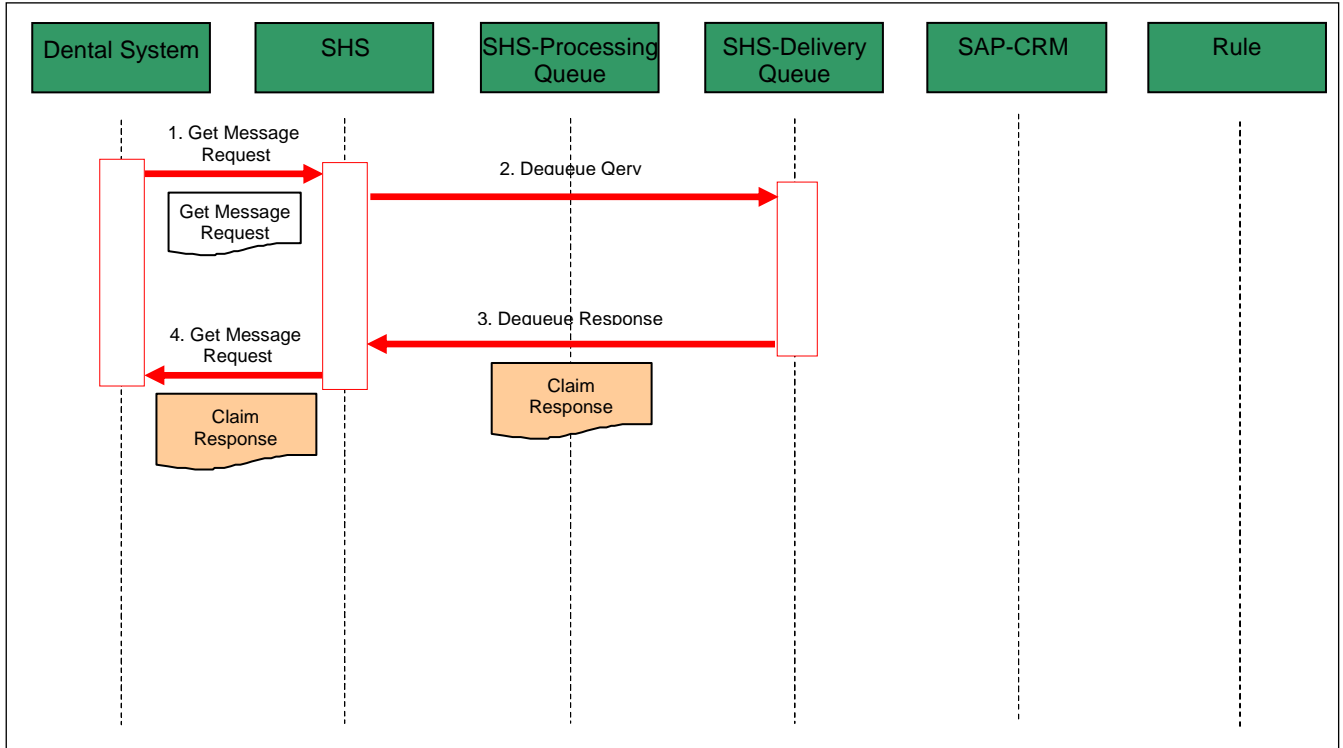 Dental System
SHS
SHS-Processing
Queue
SHS-Delivery
Queue
SAP-CRM
Rule
1. Get Message
Request
2. Dequeue Qery
Get Message
Request
3. Dequeue Response
4. Get Message
Request
Claim
Response
Claim
Response